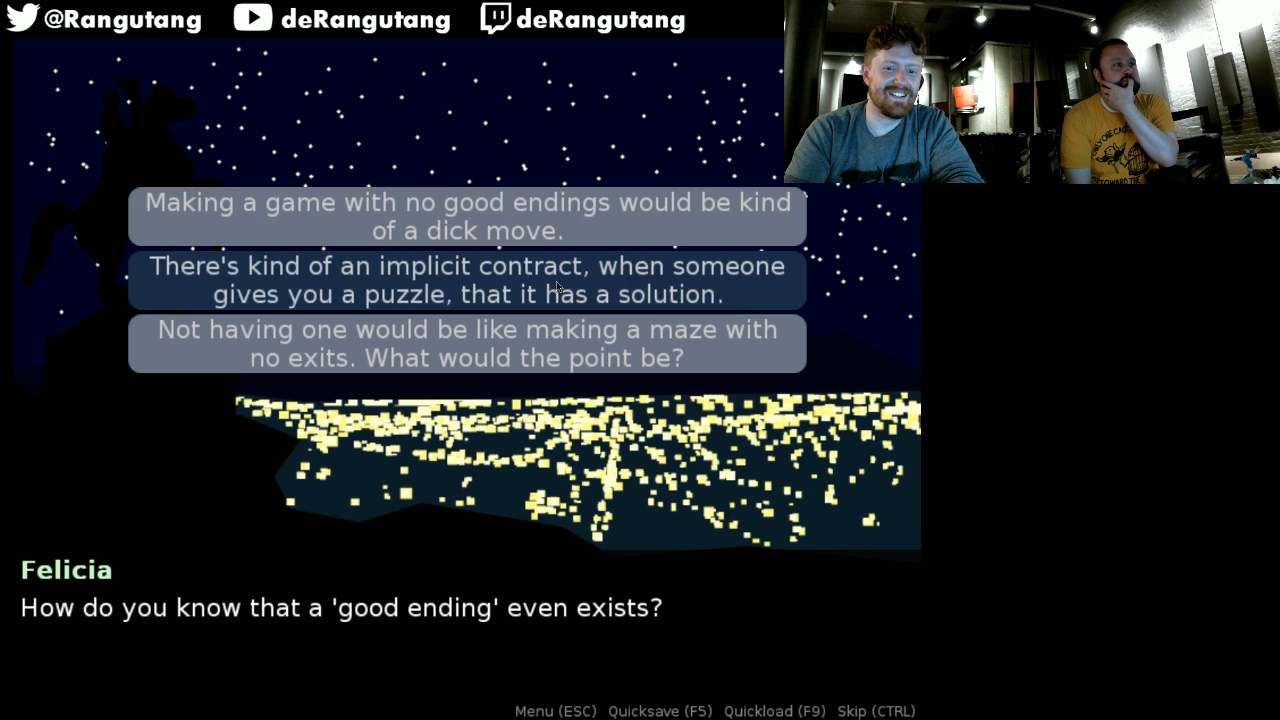 @Rangutang deRangutang deRangutang
Making a game with no good endings would be kind
of a dick move.
There's kind of an implicit contract, when someone
gives you a puzzle, that it has a solution.
Not having one would be like making a maze with
no exits. What would the point be?
Felicia
How do you know that a 'good ending' even exists?
Menu (ESC) Quicksave (F5) Quickload (F9) Skip (CTRL)